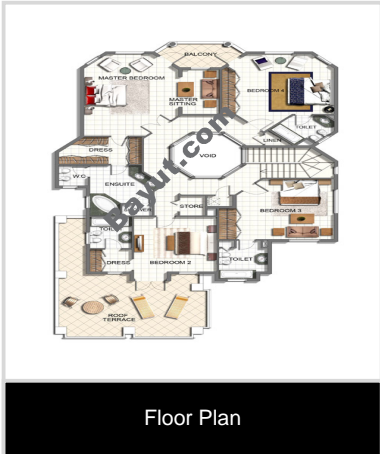 BALCONY
MASTER BEDROOM
MASTER
SITTING
BEDROOM 4
TOILET
LINEN
DRESS
VOID
W.C
ENSUITE
STORE
BEDROOM 3
TOILET
DRESS
BEDROOM 2
TOILET
ROOF
TERRACE
Bayut.com
Floor Plan